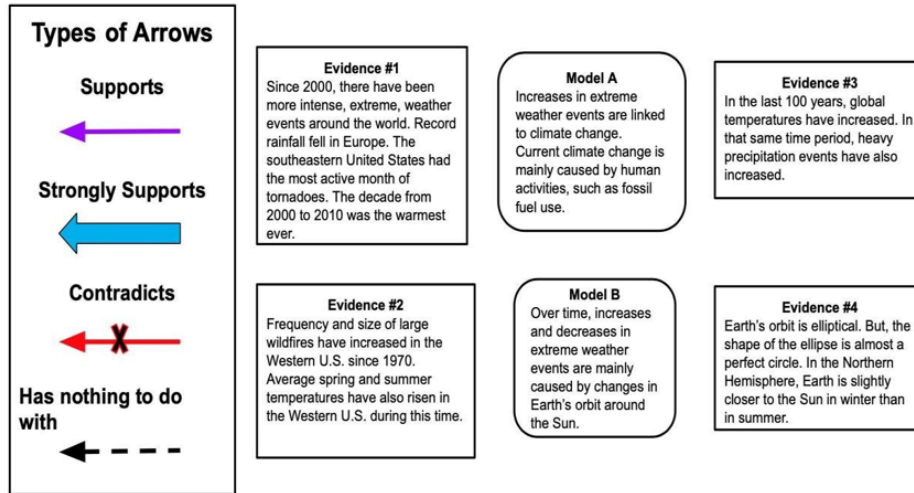 Types of Arrows
Supports
Strongly Supports
Contradicts
Has nothing to do
with
Evidence #1
Since 2000, there have been
more intense, extreme, weather
events around the world. Record
rainfall fell in Europe. The
southeastern United States had
the most active month of
tornadoes. The decade from
2000 to 2010 was the warmest
ever.
Model A
Increases in extreme
weather events are linked
to climate change.
Current climate change is
mainly caused by human
activities, such as fossil
fuel use.
Evidence #3
In the last 100 years, global
temperatures have increased. In
that same time period, heavy
precipitation events have also
increased.
Evidence #2
Frequency and size of large
wildfires have increased in the
Western U.S. since 1970.
Average spring and summer
temperatures have also risen in
the Western U.S. during this time.
Model B
Over time, increases
and decreases in
extreme weather
events are mainly
caused by changes in
Earth's orbit around
the Sun.
Evidence #4
Earth's orbit is elliptical. But, the
shape of the ellipse is almost a
perfect circle. In the Northern
Hemisphere, Earth is slightly
closer to the Sun in winter than
in summer.